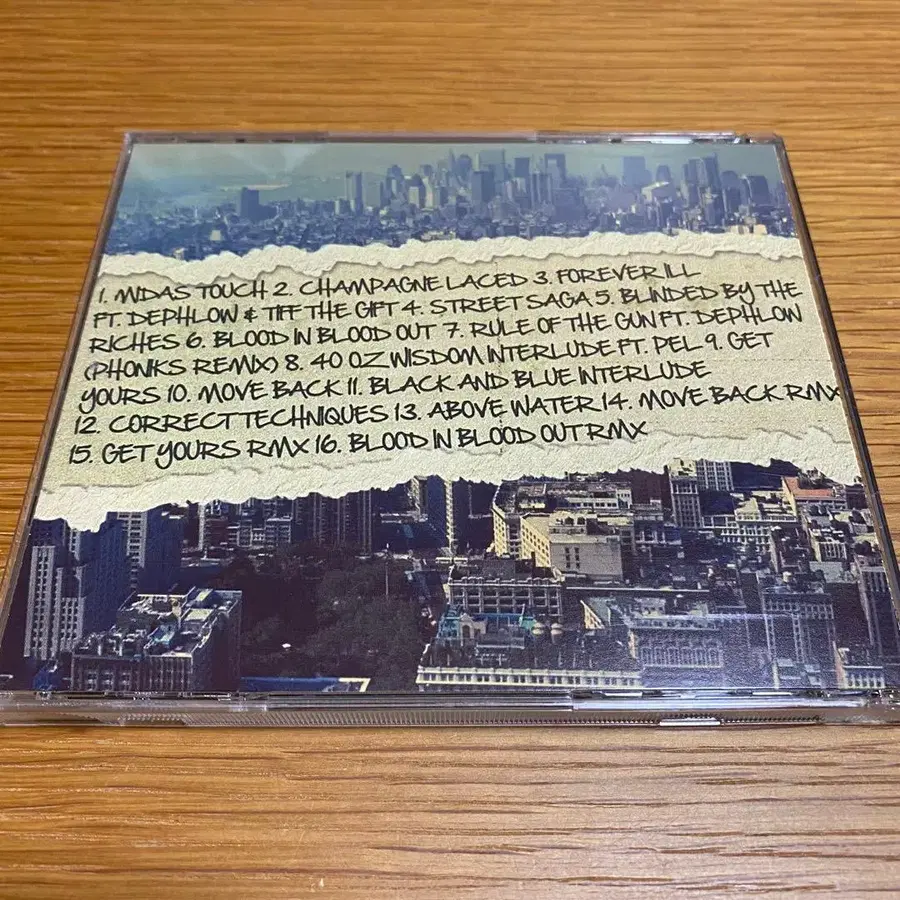 1. MIDAS TOUCH 2. CHAMPAGNE LACED 3. FOREVER ILL
FT. DEPHLOW & TIFF THE GIFT 4. STREET SAGA 5. BLINDED BY THE
RICHES 6. BLOOD IN BLOOD OUT 7. RULE OF THE GUN FT. DEPHLOW
(PHONIKS REMIX) 8. 40 OZ WISDOM INTERLUDE FT. PEL 9. GET
YOURS 10. MOVE BACK 11. BLACK AND BLUE INTERLUDE
12. CORRECT TECHNIQUES 13. ABOVE WATER 14. MOVE BACK RMX
15. GET YOURS RMX 16. BLOOD IN BLOOD OUT RMX